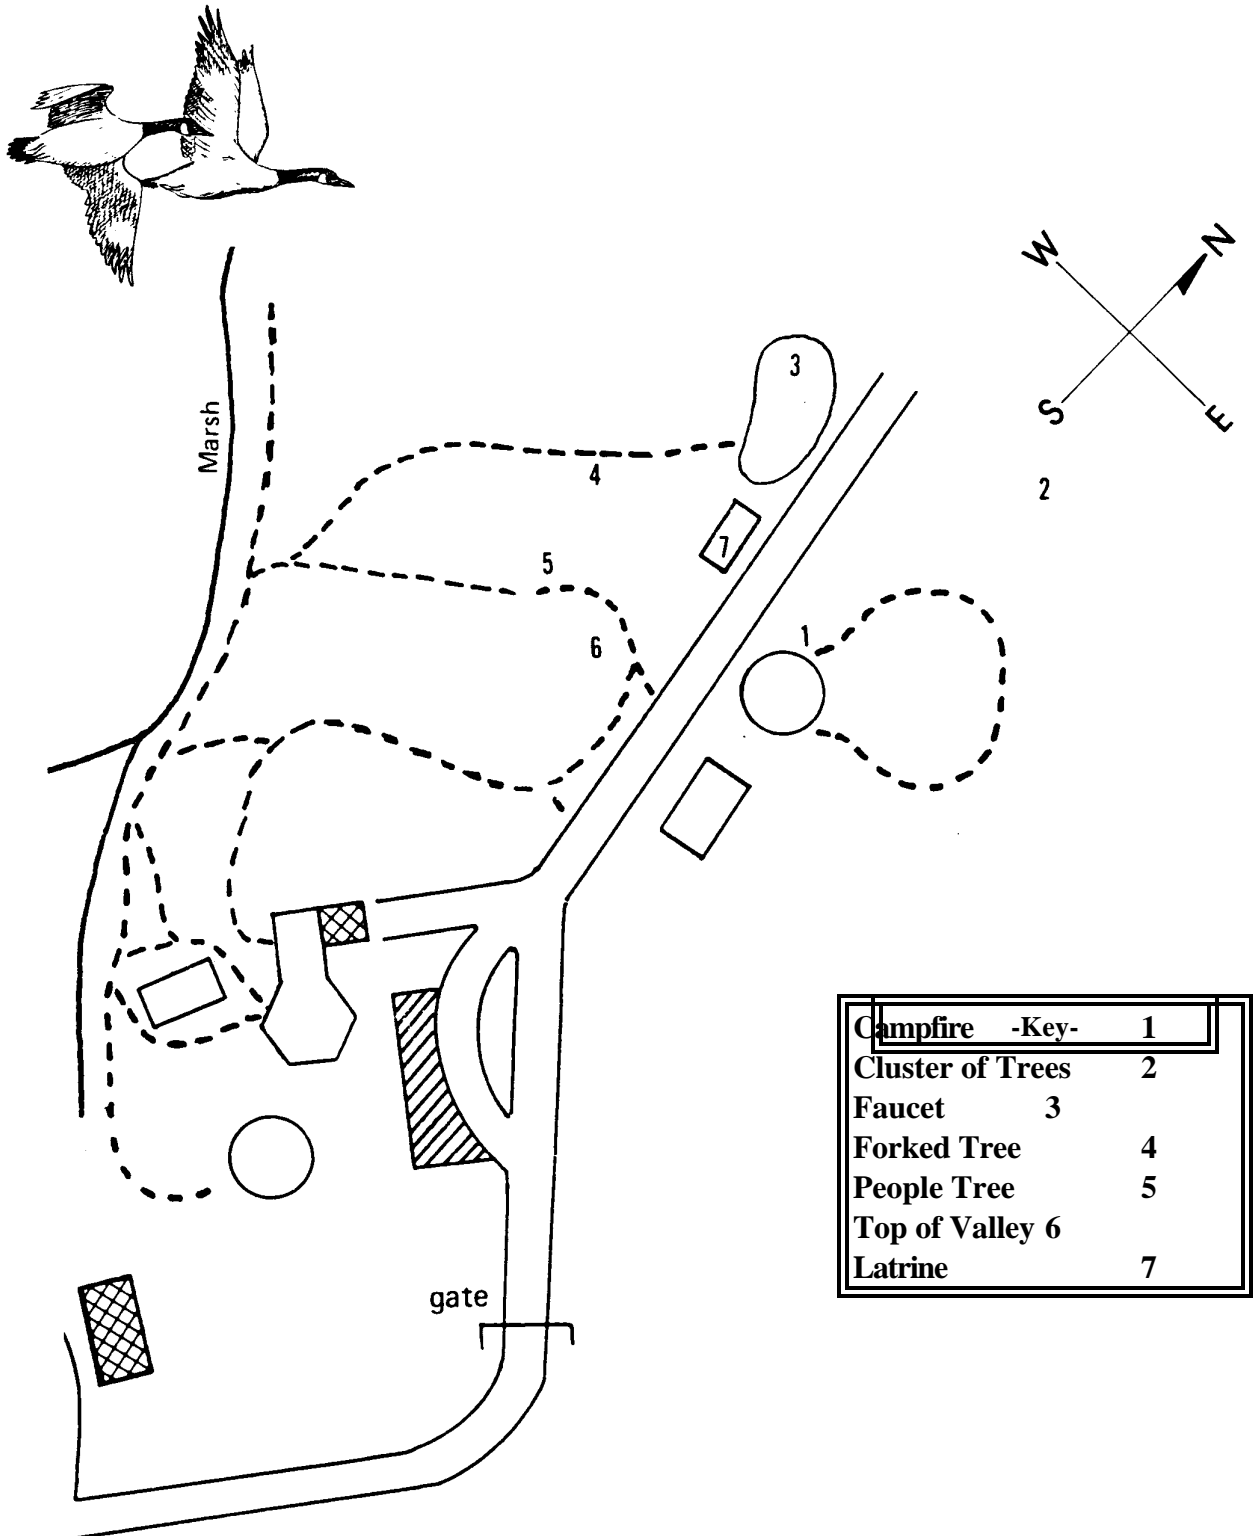 W
N
S
E
3
Marsh
4
2
7
5
1
6
Campfire -Key- 1
Cluster of Trees 2
Faucet 3
Forked Tree 4
People Tree 5
Top of Valley 6
Latrine 7
gate